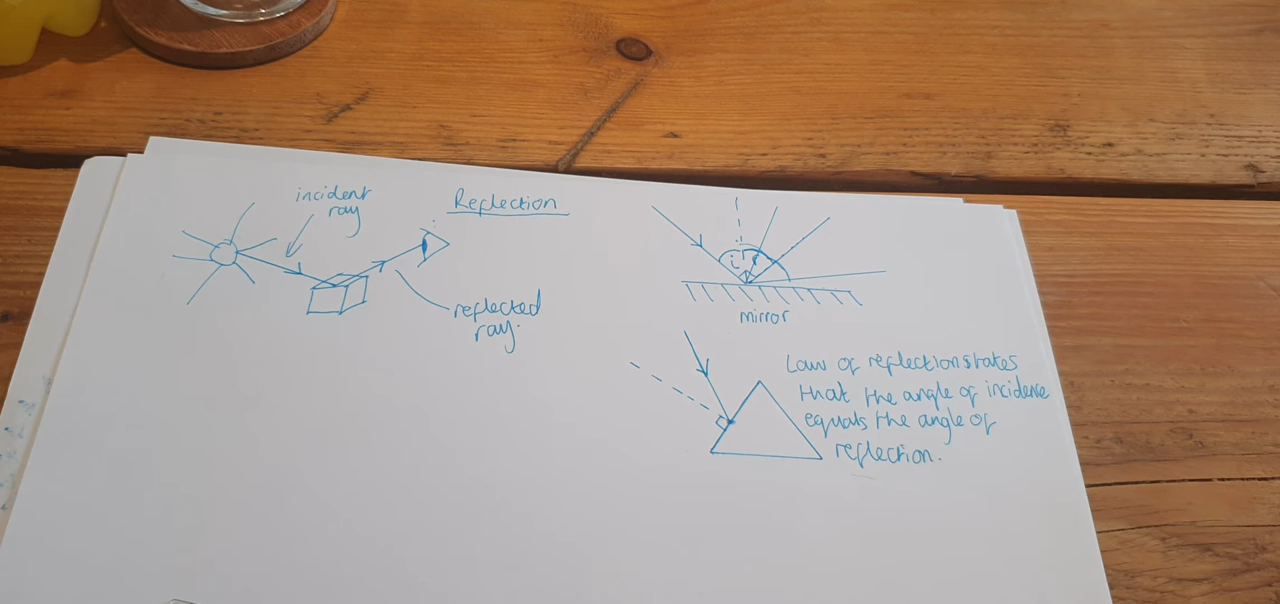 Reflection
incident
ray
reflected
ray.
i
r
mirror
Law of reflection states
that the angle of incidence
equals the angle of
reflection.